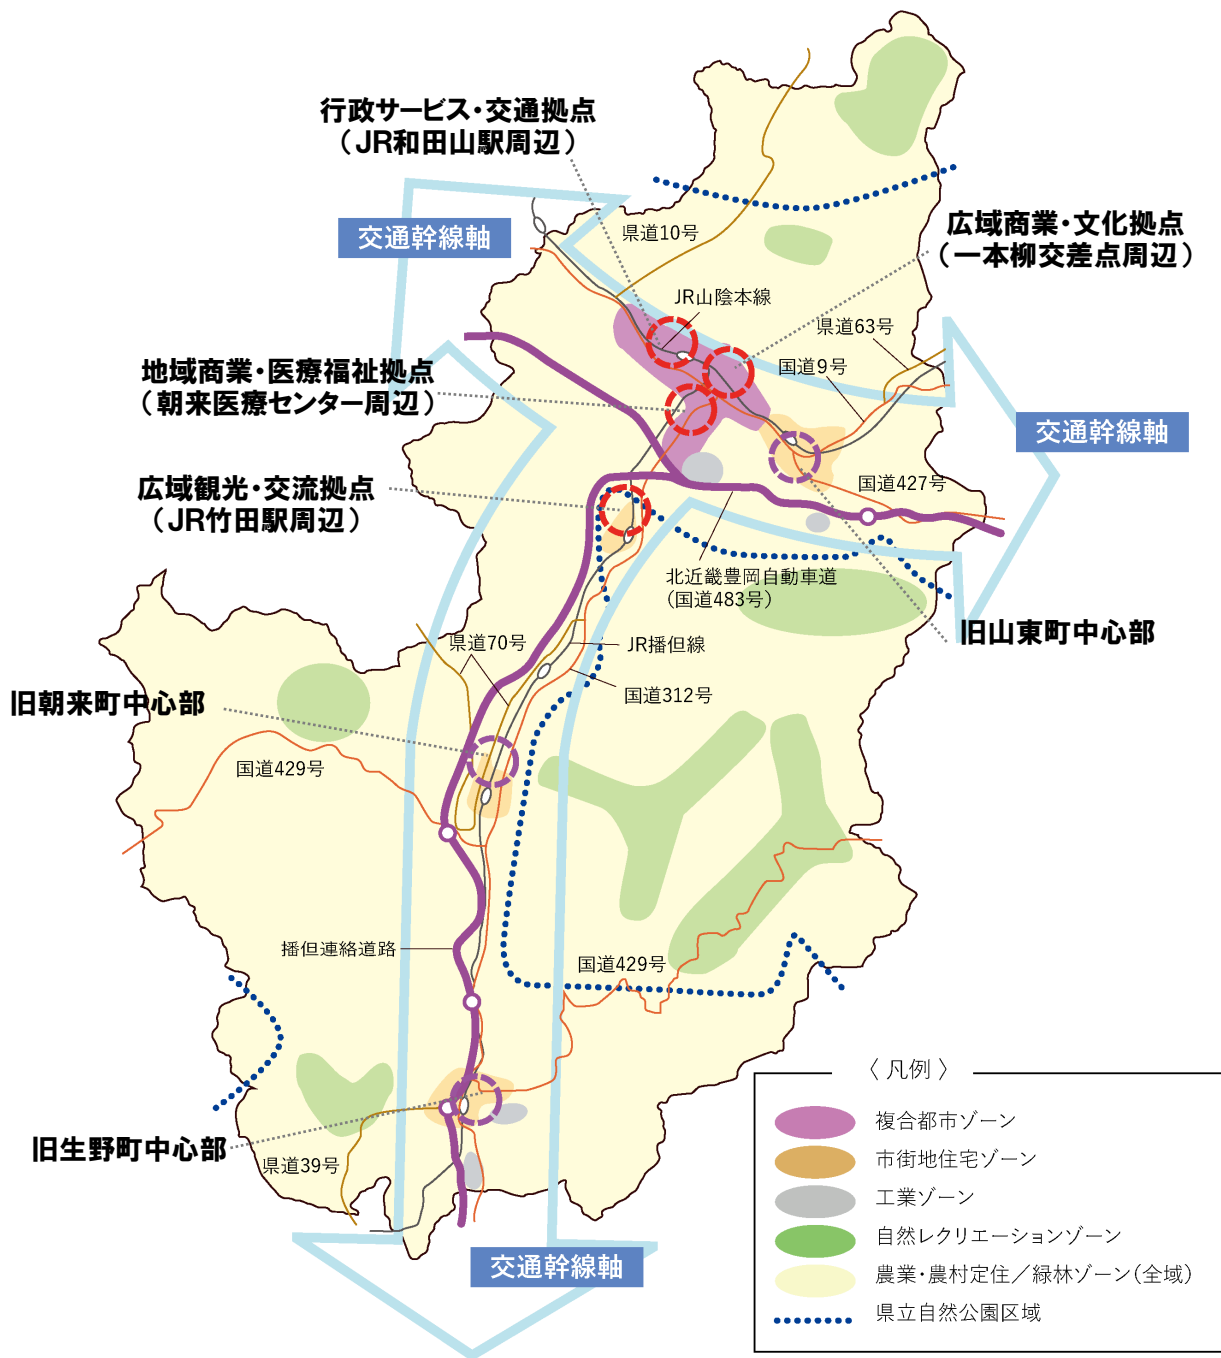 行政サービス・交通拠点
（JR和田山駅周辺）
交通幹線軸
県道10号
広域商業・文化拠点
（一本柳交差点周辺）
JR山陰本線
県道63号
国道9号
地域商業・医療福祉拠点
（朝来医療センター周辺）
交通幹線軸
広域観光・交流拠点
（JR竹田駅周辺）
国道427号
北近畿豊岡自動車道
（国道483号）
旧山東町中心部
県道70号
JR播但線
国道312号
旧朝来町中心部
国道429号
播但連絡道路
国道429号
旧生野町中心部
県道39号
交通幹線軸
〈 凡例 〉
複合都市ゾーン
市街地住宅ゾーン
工業ゾーン
自然レクリエーションゾーン
農業・農村定住／緑林ゾーン（全域）
県立自然公園区域